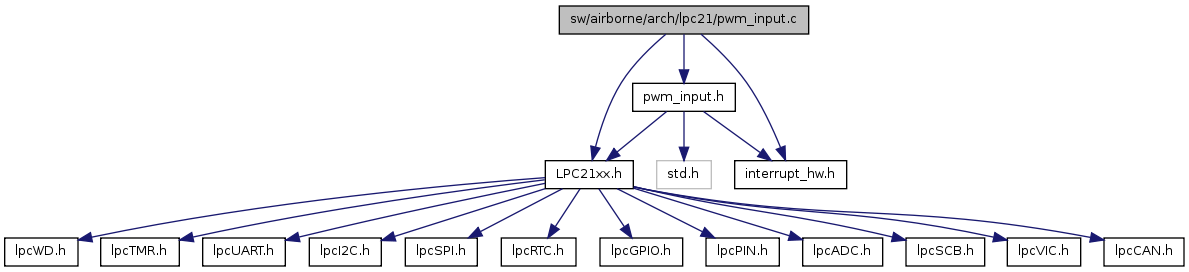 sw/airborne/arch/lpc21/pwm_input.c
pwm_input.h
LPC21xx.h
std.h
interrupt_hw.h
lpcWD.h
lpcTMR.h
lpcUART.h
lpcI2C.h
lpcSPI.h
lpcRTC.h
lpcGPIO.h
lpcPIN.h
lpcADC.h
lpcSCB.h
lpcVIC.h
lpcCAN.h